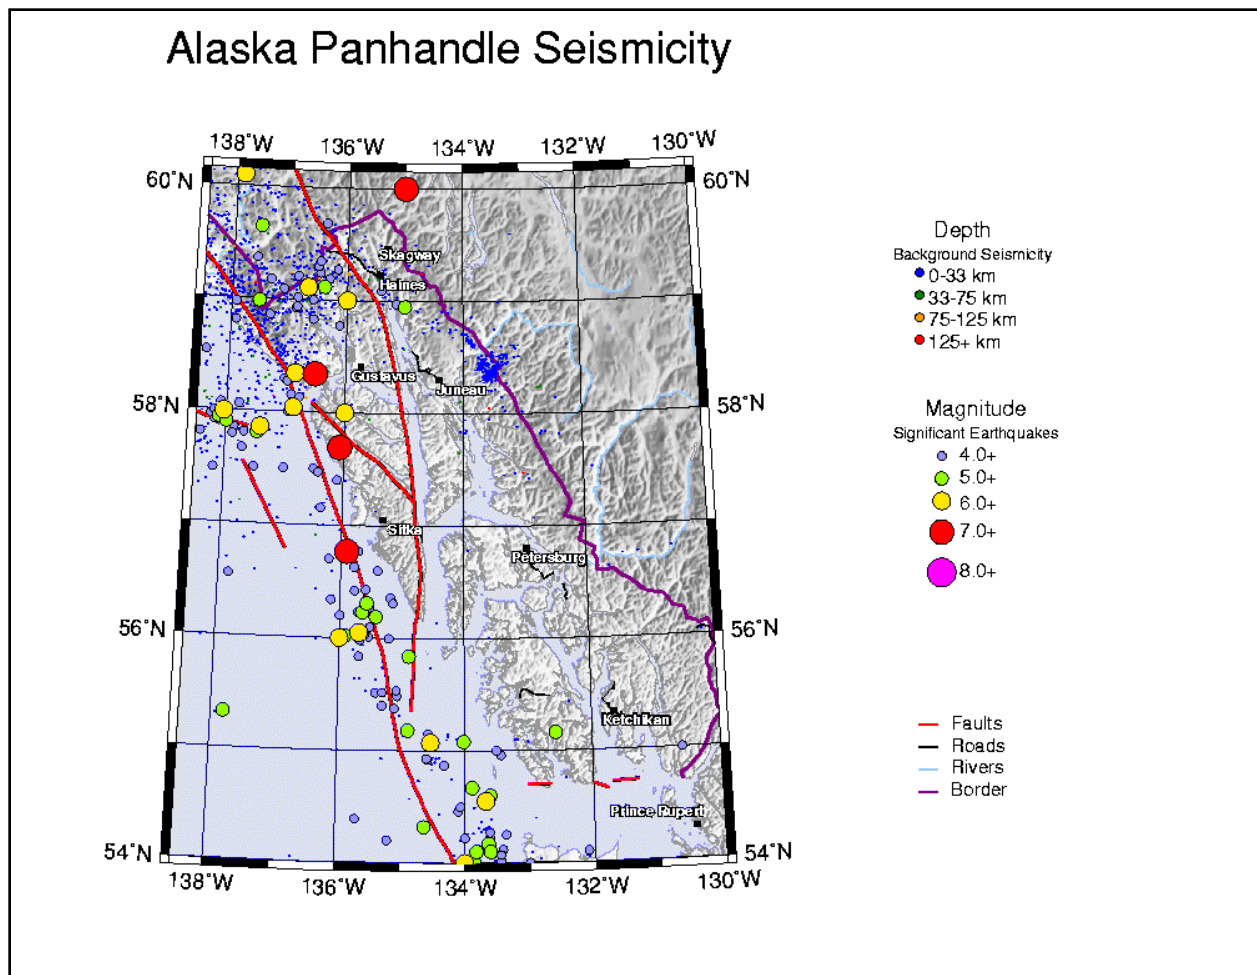 Alaska Panhandle Seismicity
138°W 136°W 134°W 132°W 130°W
60°N 60°N
Skagway
Haines
Gustavus
Juneau
58°N 58°N
Sitka
Petersburg
56°N 56°N
Ketchikan
Prince Rupert
54°N 54°N
138°W 136°W 134°W 132°W 130°W
Depth
Background Seismicity
0-33 km
33-75 km
75-125 km
125+ km
Magnitude
Significant Earthquakes
4.0+
5.0+
6.0+
7.0+
8.0+
Faults
Roads
Rivers
Border